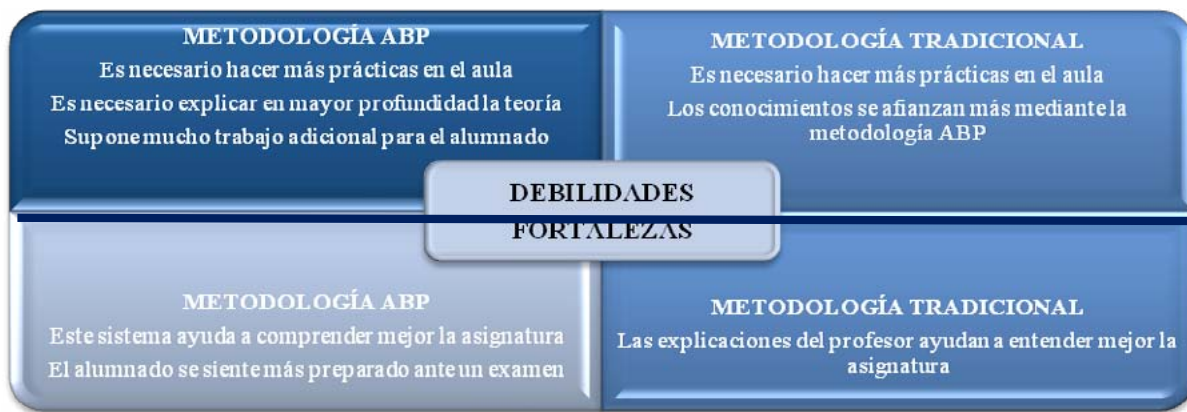 METODOLOGÍA ABP
Es necesario hacer más prácticas en el aula
Es necesario explicar en mayor profundidad la teoría
Supone mucho trabajo adicional para el alumnado
METODOLOGÍA TRADICIONAL
Es necesario hacer más prácticas en el aula
Los conocimientos se afianzan más mediante la
metodología ABP
DEBILIDADES
FORTALEZAS
METODOLOGÍA ABP
Este sistema ayuda a comprender mejor la asignatura
El alumnado se siente más preparado ante un examen
METODOLOGÍA TRADICIONAL
Las explicaciones del profesor ayudan a entender mejor la
asignatura